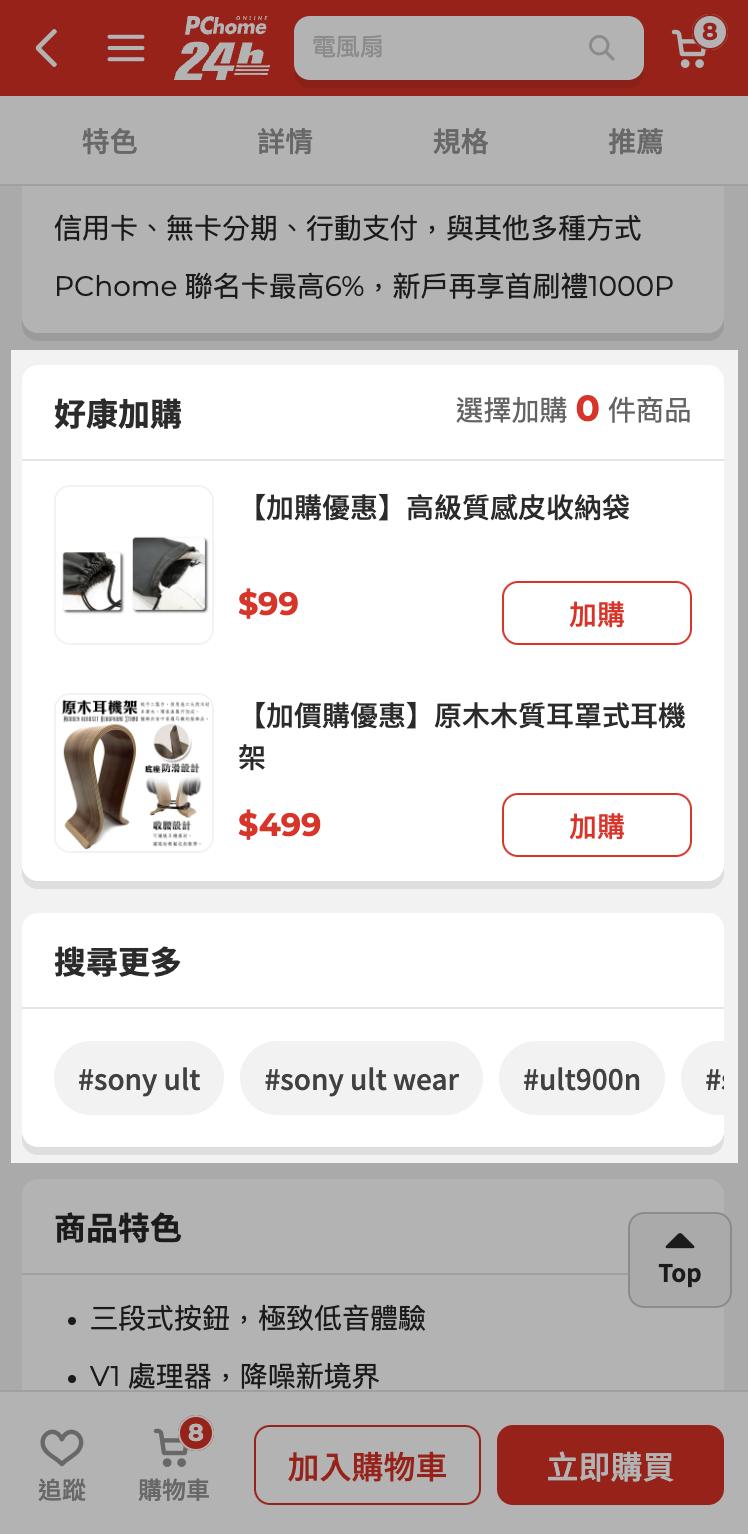 PChome
ONLINE
24h
電風扇
8
特色
詳情
規格
推薦
信用卡、無卡分期、行動支付，與其他多種方式
PChome 聯名卡最高6%，新戶再享首刷禮1000P
好康加購
選擇加購 0 件商品
【加購優惠】高級質感皮收納袋
$99
加購
原木耳機架
底座防滑設計
收腰設計
【加價購優惠】原木木質耳罩式耳機
架
$499
加購
搜尋更多
#sony ult
#sony ult wear
#ult900n
商品特色
Top
• 三段式按鈕，極致低音體驗
• V1 處理器，降噪新境界
追蹤
8
購物車
加入購物車
立即購買